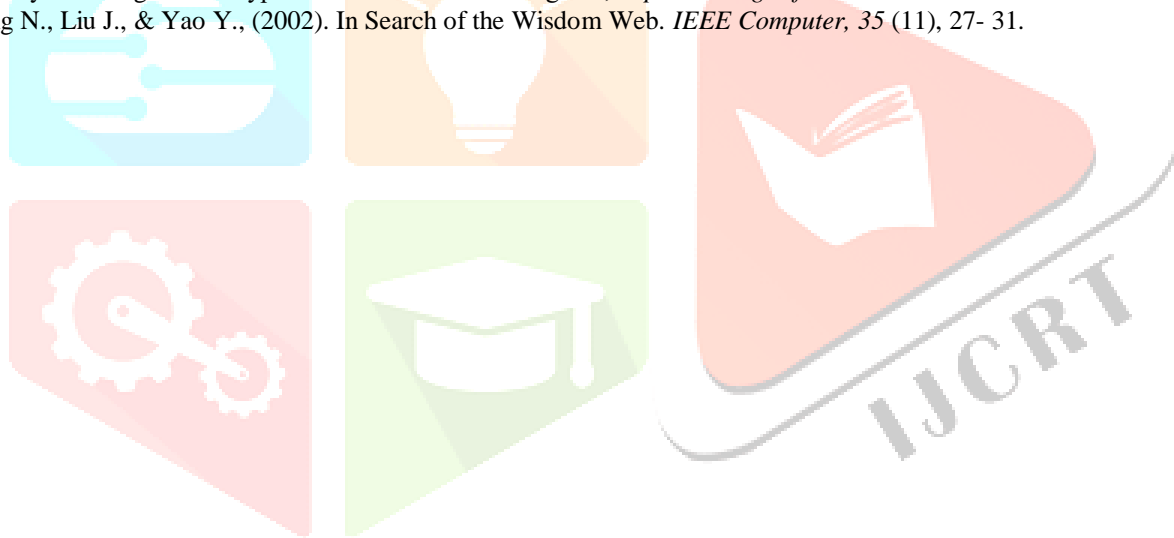 g N., Liu J., & Yao Y., (2002). In Search of the Wisdom Web. IEEE Computer, 35 (11), 27- 31.
IJCRT